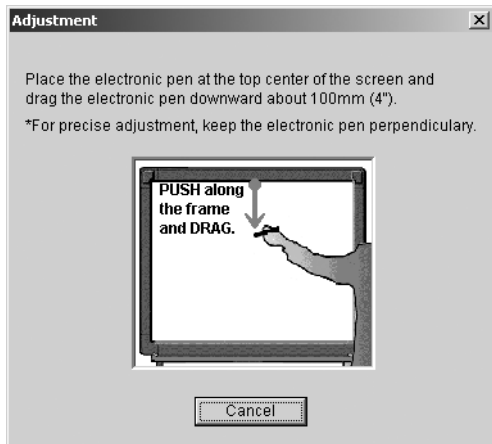 Adjustment
Place the electronic pen at the top center of the screen and
drag the electronic pen downward about 100mm (4").
*For precise adjustment, keep the electronic pen perpendiculary.
PUSH along
the frame
and DRAG.
Cancel